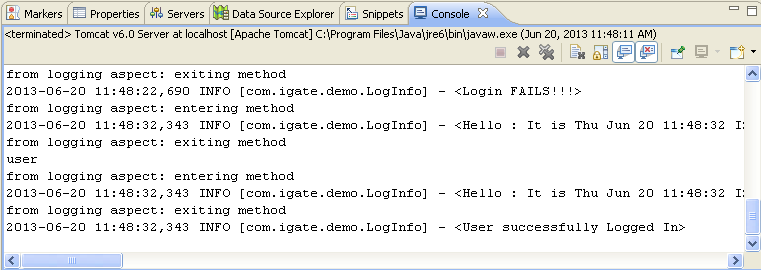 Markers Properties Servers Data Source Explorer Snippets Console
<terminated> Tomcat v6.0 Server at localhost [Apache Tomcat] C:\Program Files\Java\jre6\bin\javaw.exe (Jun 20, 2013 11:48:11 AM)
from logging aspect: exiting method
2013-06-20 11:48:22,690 INFO [com.igate.demo.LogInfo] - <Login FAILS!!!>
from logging aspect: entering method
2013-06-20 11:48:32,343 INFO [com.igate.demo.LogInfo] - <Hello : It is Thu Jun 20 11:48:32 I
from logging aspect: exiting method
user
from logging aspect: entering method
2013-06-20 11:48:32,343 INFO [com.igate.demo.LogInfo] - <Hello : It is Thu Jun 20 11:48:32 I
from logging aspect: exiting method
2013-06-20 11:48:32,343 INFO [com.igate.demo.LogInfo] - <User successfully Logged In>